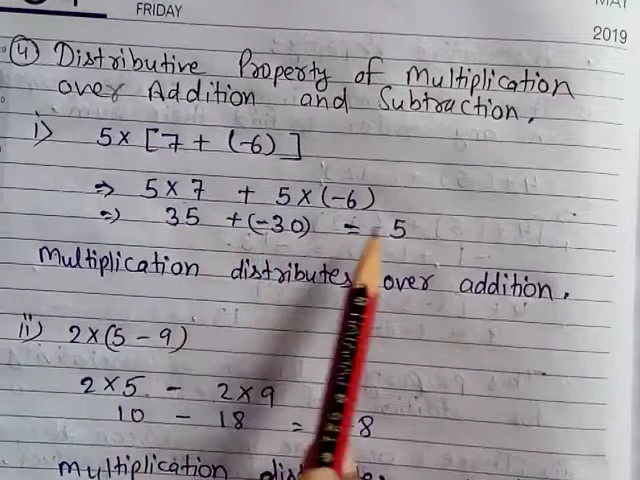 FRIDAY
MAY
2019
④ Distributive Property of Multiplication
over Addition and Subtraction.
i) 5 × [7 + (-6)]
⇒ 5 × 7 + 5 × (-6)
⇒ 35 + (-30) = 5
Multiplication distributes over addition.
ii) 2 × (5 - 9)
2 × 5 - 2 × 9
10 - 18 = -8
Multiplication